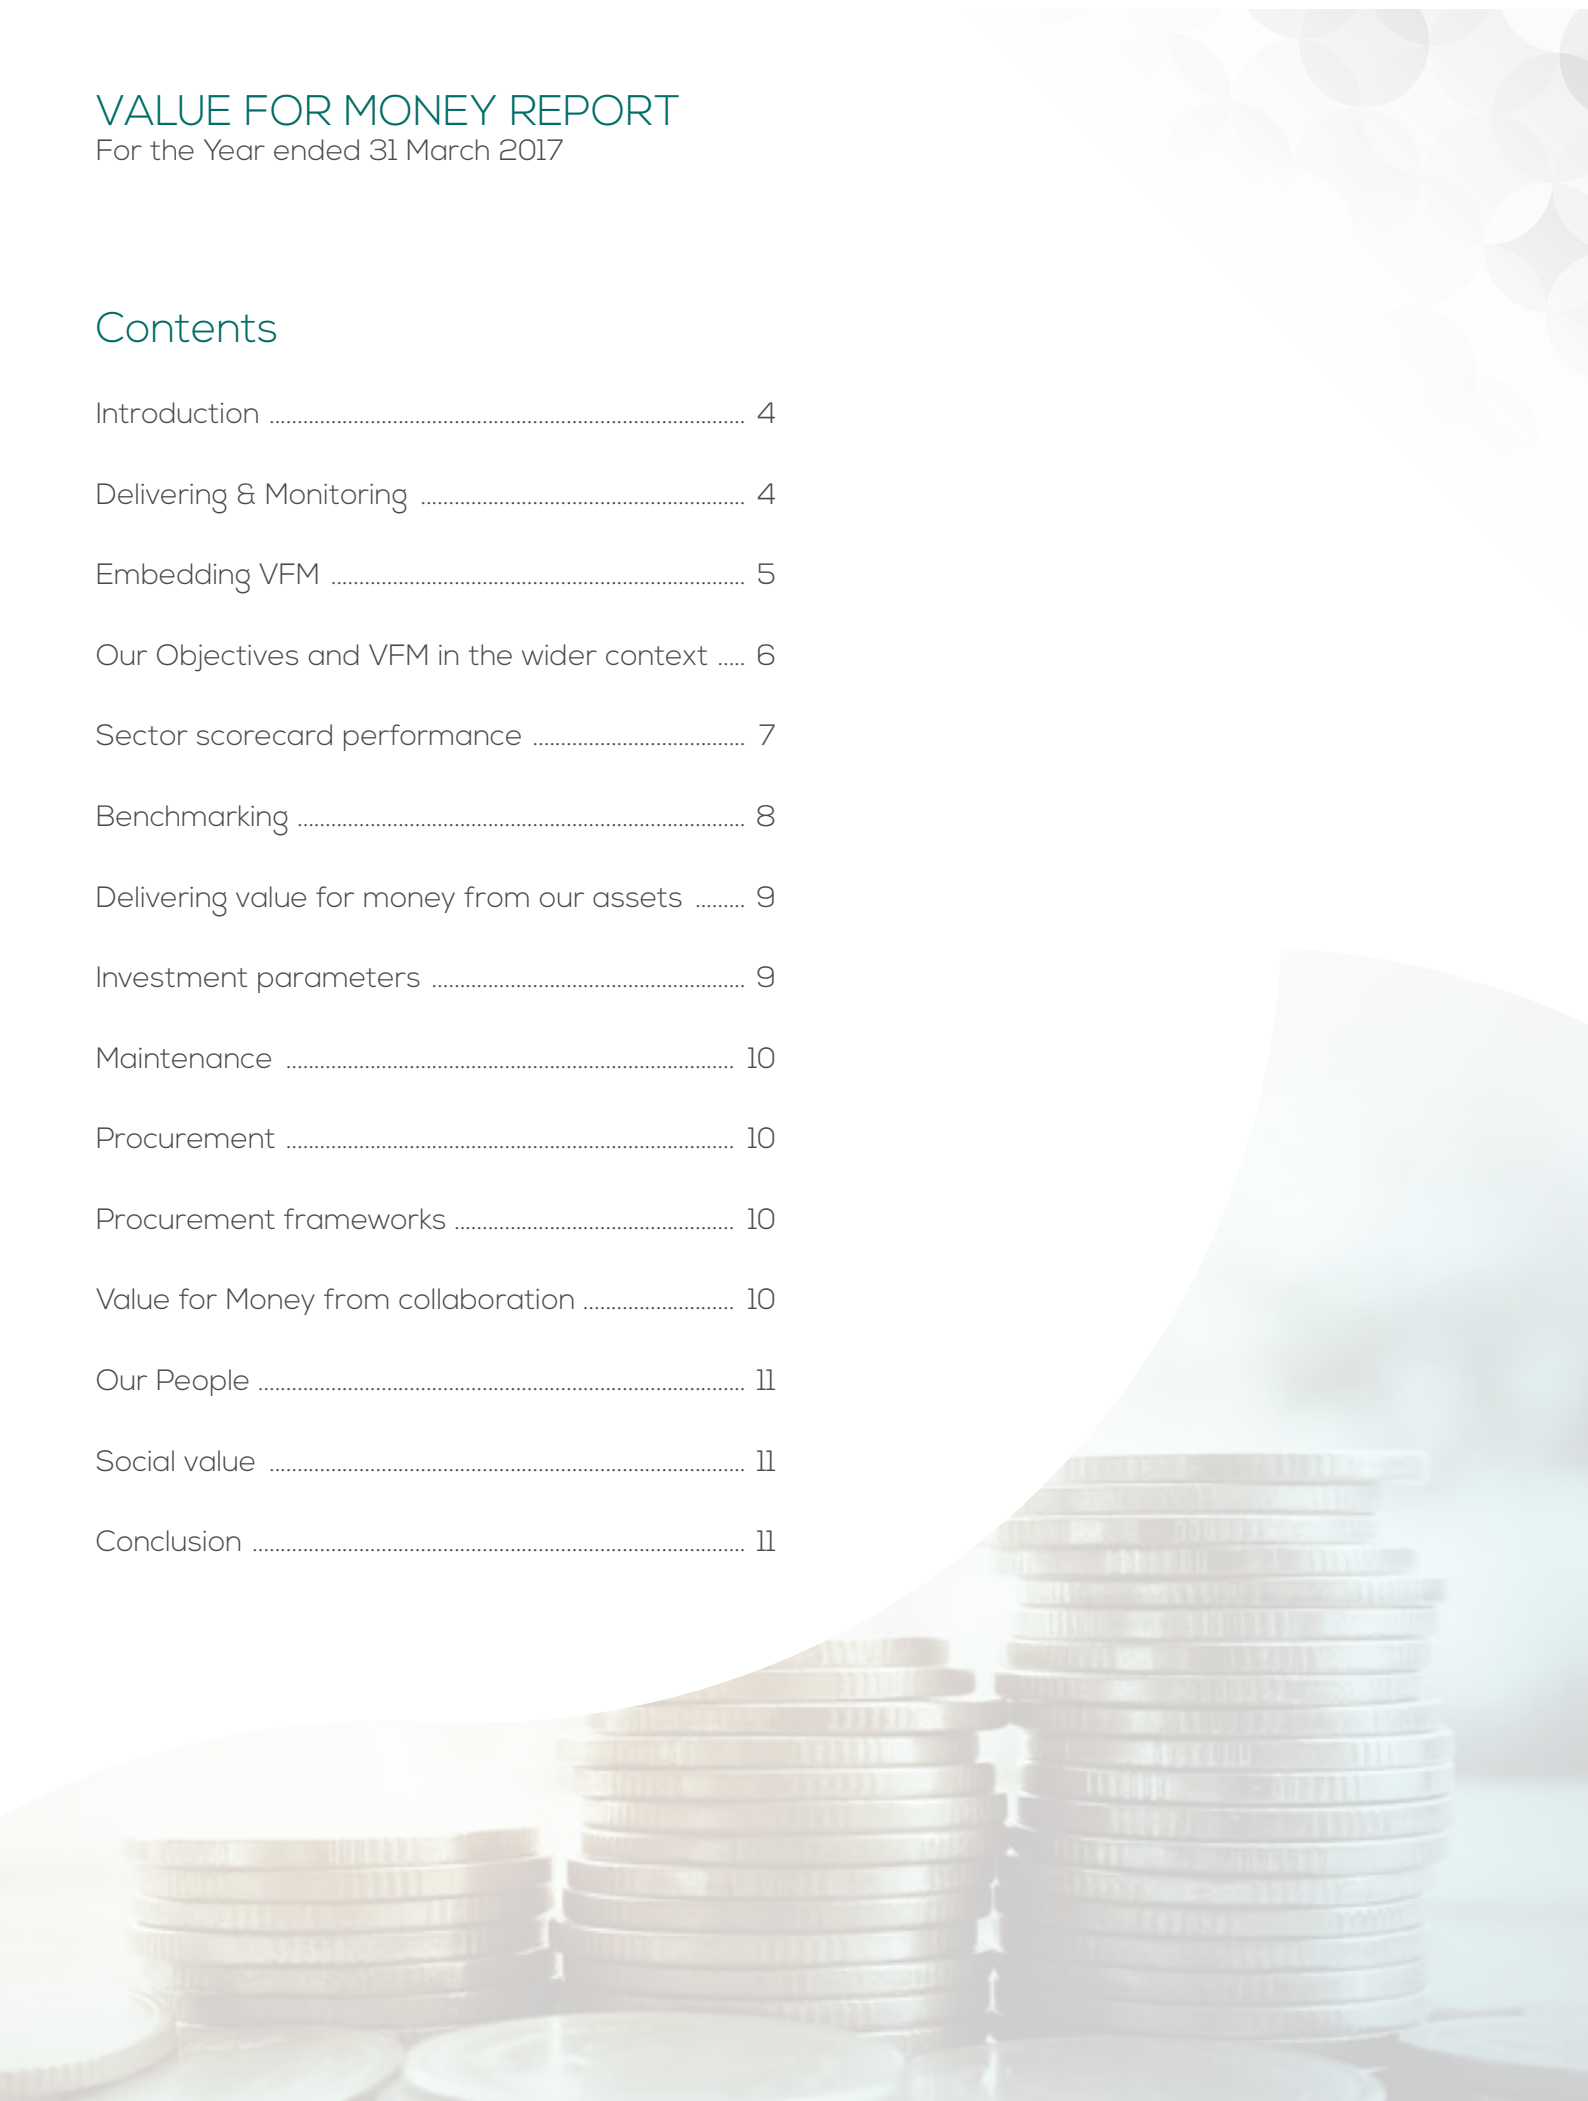 VALUE FOR MONEY REPORT
For the Year ended 31 March 2017
Contents
Introduction ..................................................................................... 4
Delivering & Monitoring .......................................................... 4
Embedding VFM .......................................................................... 5
Our Objectives and VFM in the wider context ..... 6
Sector scorecard performance ...................................... 7
Benchmarking ................................................................................ 8
Delivering value for money from our assets ......... 9
Investment parameters ........................................................ 9
Maintenance ................................................................................ 10
Procurement ................................................................................ 10
Procurement frameworks .................................................. 10
Value for Money from collaboration ........................... 10
Our People ....................................................................................... 11
Social value ..................................................................................... 11
Conclusion ........................................................................................ 11